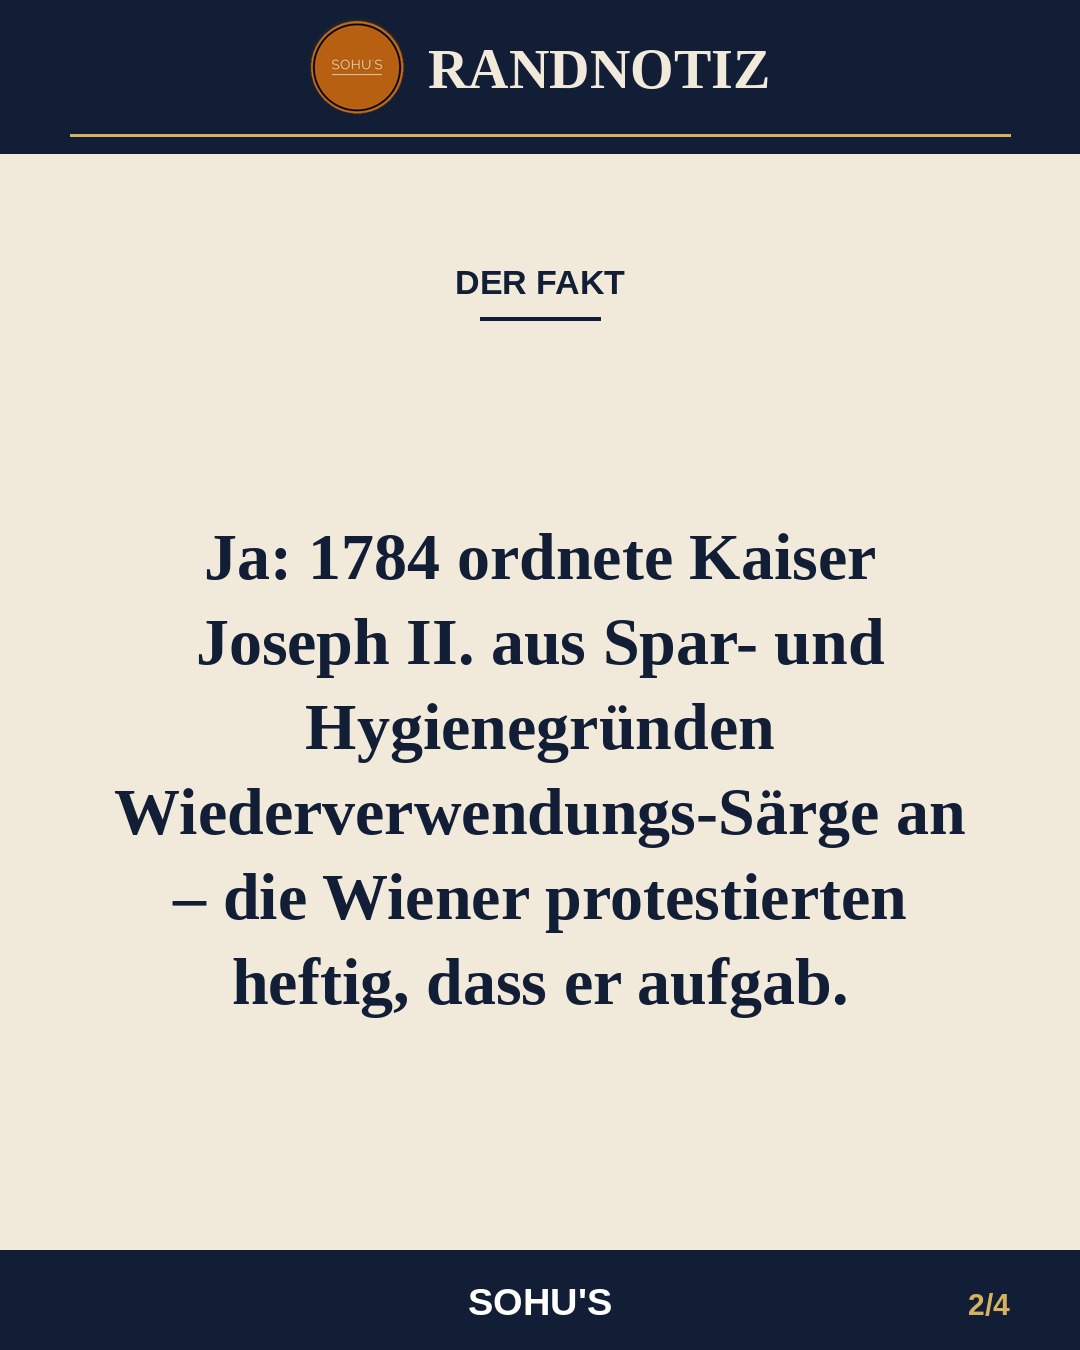 SOHU'S
RANDNOTIZ
DER FAKT
Ja: 1784 ordnete Kaiser
Joseph II. aus Spar- und
Hygienegründen
Wiederverwendungs-Särge an
– die Wiener protestierten
heftig, dass er aufgab.
SOHU'S
2/4